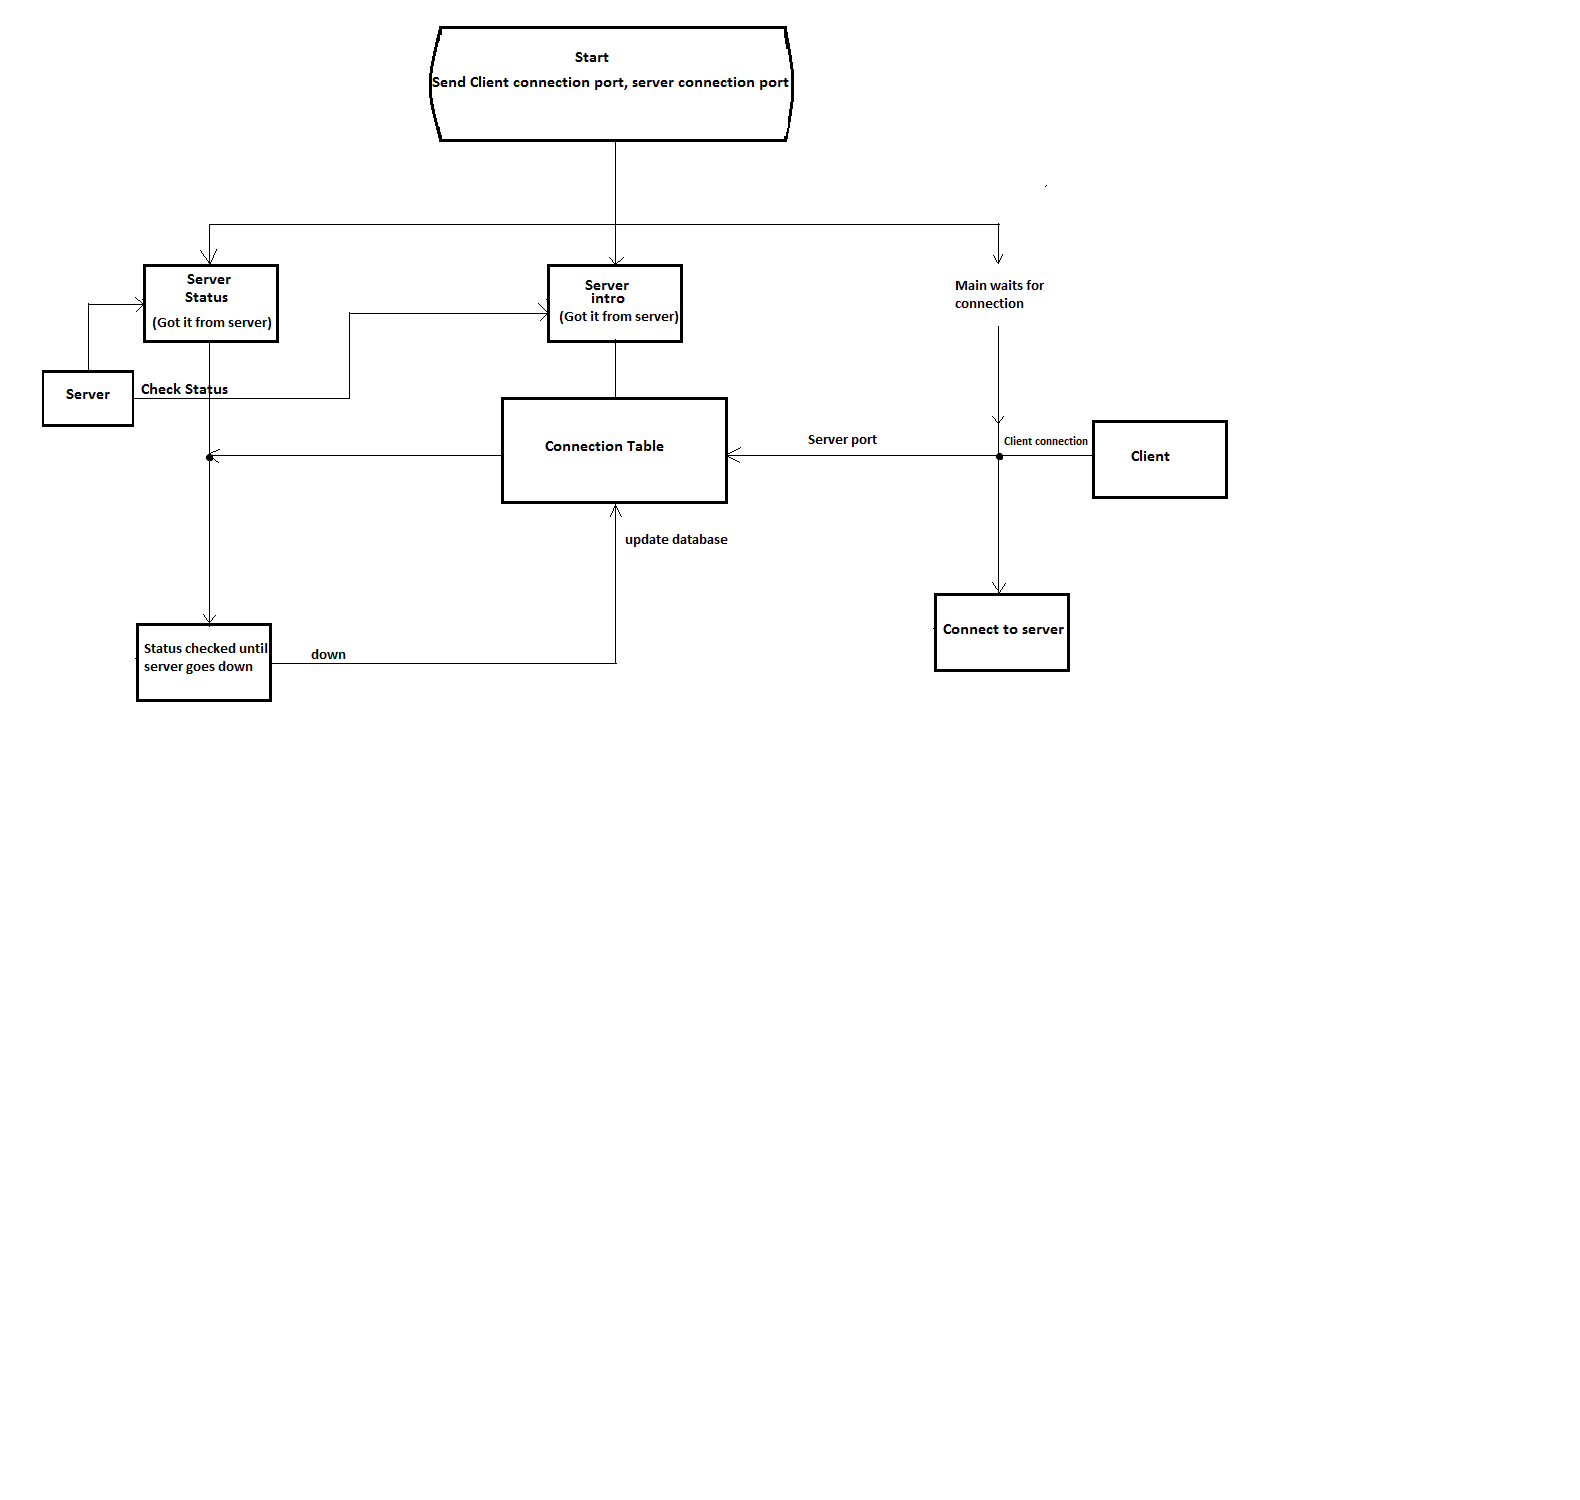 Start
Send Client connection port, server connection port
Server
Status
(Got it from server)
Server
intro
(Got it from server)
Main waits for
connection
Server
Check Status
Connection Table
Server port
Client connection
Client
update database
Connect to server
Status checked until
server goes down
down